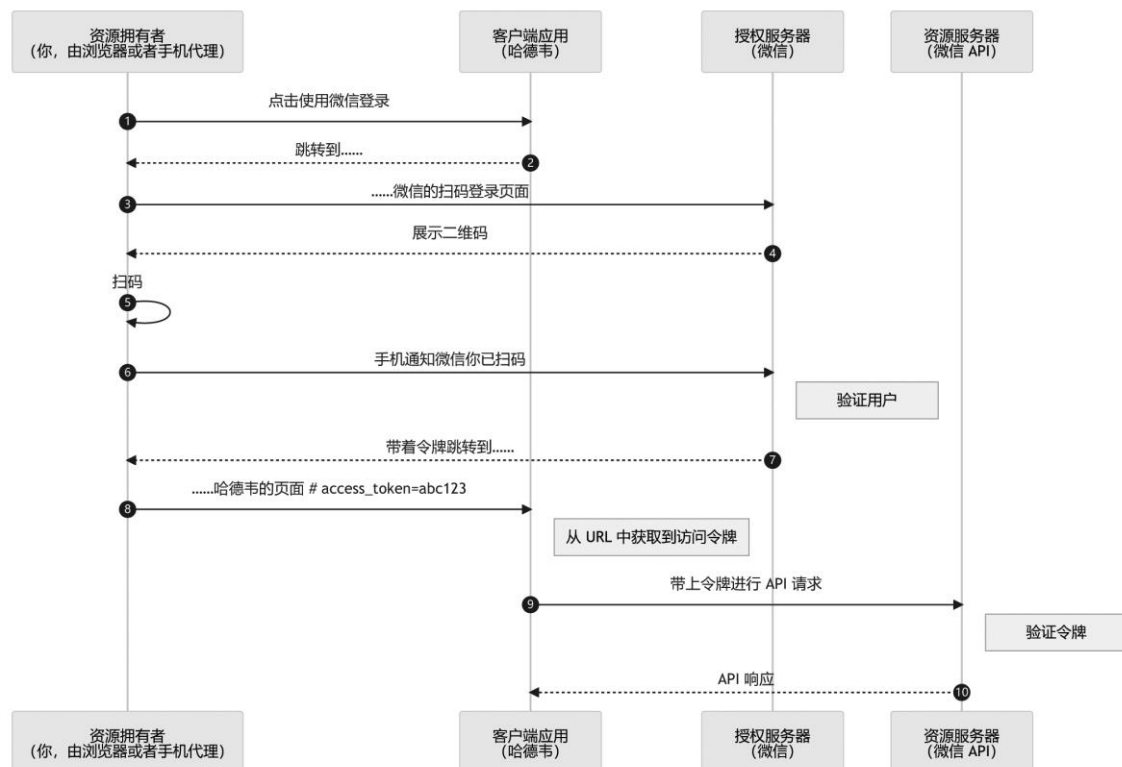 资源拥有者
（你，由浏览器或者手机代理）
客户端应用
（哈德韦）
授权服务器
（微信）
资源服务器
（微信 API）
点击使用微信登录
1
跳转到……
2
……微信的扫码登录页面
3
展示二维码
4
扫码
5
手机通知微信你已扫码
6
验证用户
带着令牌跳转到……
7
……哈德韦的页面 # access_token=abc123
8
从 URL 中获取到访问令牌
带上令牌进行 API 请求
9
验证令牌
API 响应
10
资源拥有者
（你，由浏览器或者手机代理）
客户端应用
（哈德韦）
授权服务器
（微信）
资源服务器
（微信 API）